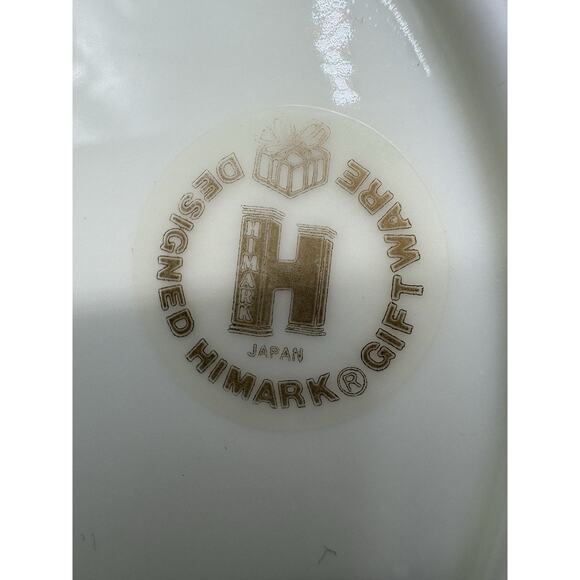 DESIGNED HIMARK® GIFTWARE
HIMARK
H
JAPAN